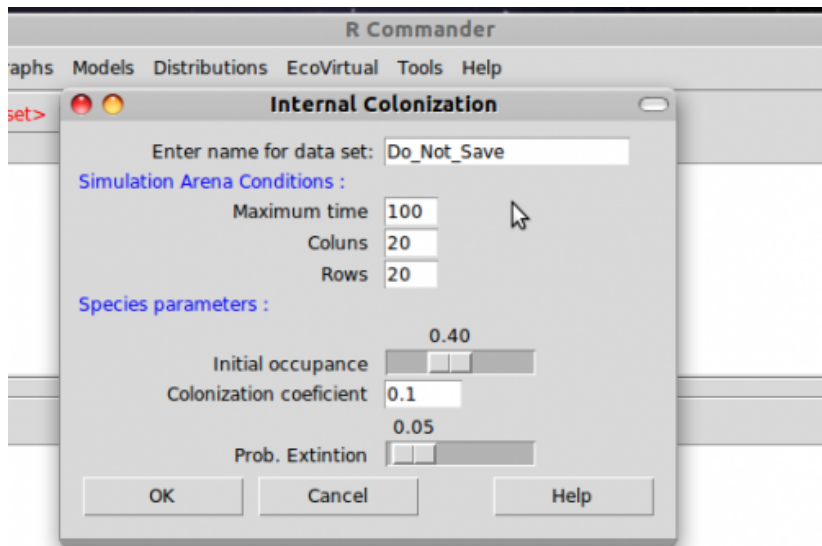 R Commander
raphs Models Distributions EcoVirtual Tools Help
set>
Internal Colonization
Enter name for data set: Do_Not_Save
Simulation Arena Conditions :
Maximum time 100
Coluns 20
Rows 20
Species parameters :
0.40
Initial occupance
Colonization coeficient 0.1
0.05
Prob. Extintion
OK Cancel Help